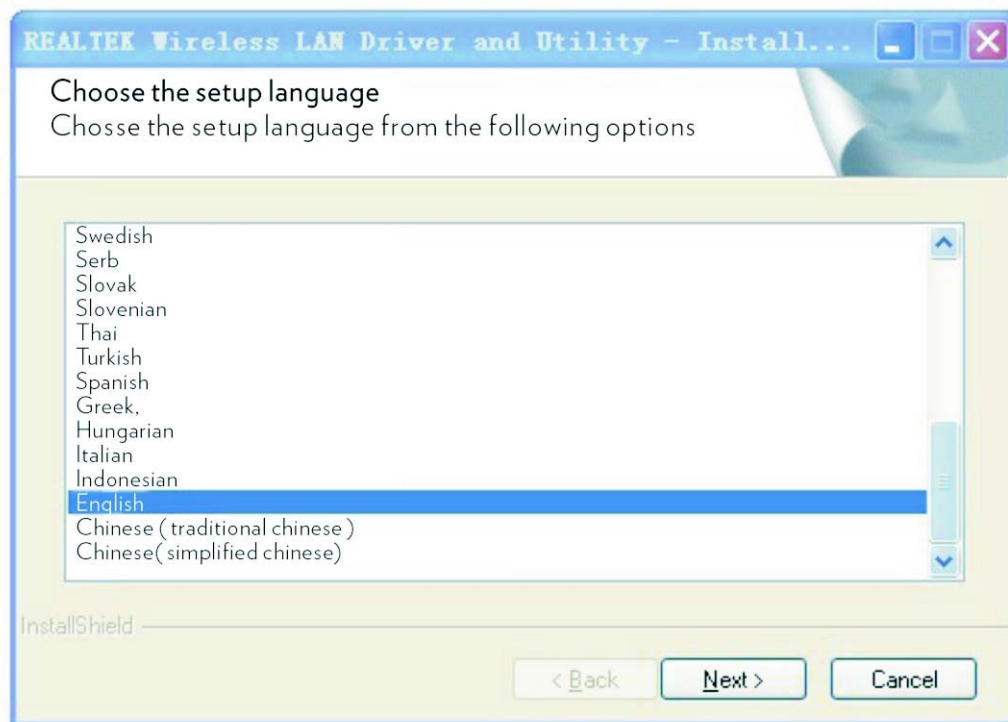 REALTEK Wireless LAN Driver and Utility - Install...
Choose the setup language
Chosse the setup language from the following options
Swedish
Serb
Slovak
Slovenian
Thai
Turkish
Spanish
Greek,
Hungarian
Italian
Indonesian
English
Chinese ( traditional chinese )
Chinese( simplified chinese)
InstallShield
< Back Next > Cancel